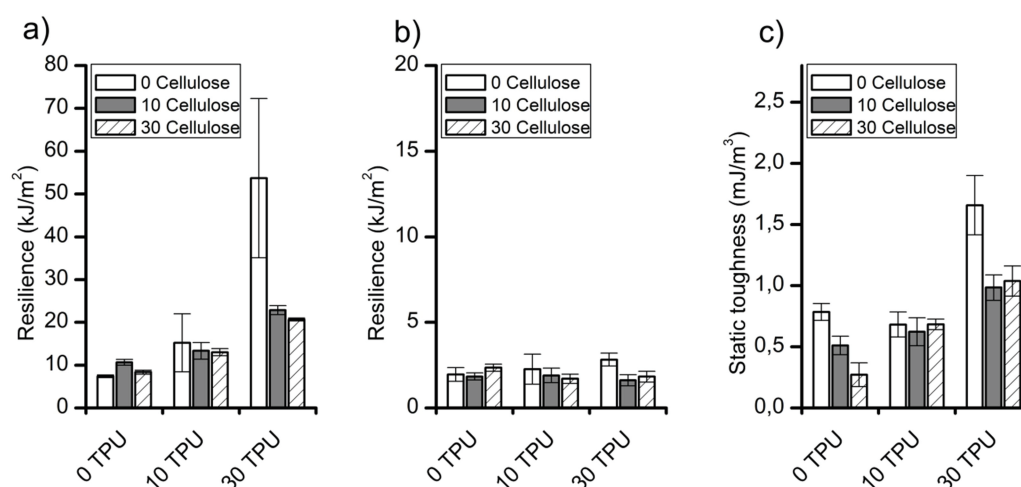 a)
80
70
60
50
40
30
20
10
0
Resilience (kJ/m²)
0 Cellulose
10 Cellulose
30 Cellulose
0 TPU
10 TPU
30 TPU
b)
20
15
10
5
0
Resilience (kJ/m²)
0 Cellulose
10 Cellulose
30 Cellulose
0 TPU
10 TPU
30 TPU
c)
2,5
2,0
1,5
1,0
0,5
0,0
Static toughness (mJ/m³)
0 Cellulose
10 Cellulose
30 Cellulose
0 TPU
10 TPU
30 TPU